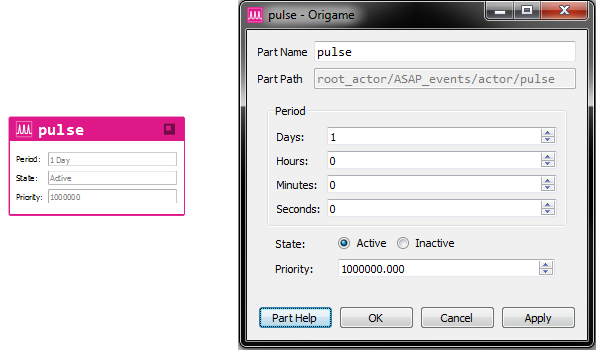 pulse
Period: 1 Day
State: Active
Priority: 1000000
pulse - Origame
Part Name pulse
Part Path root_actor/ASAP_events/actor/pulse
Period
Days: 1
Hours: 0
Minutes: 0
Seconds: 0
State: Active Inactive
Priority: 1000000.000
Part Help OK Cancel Apply